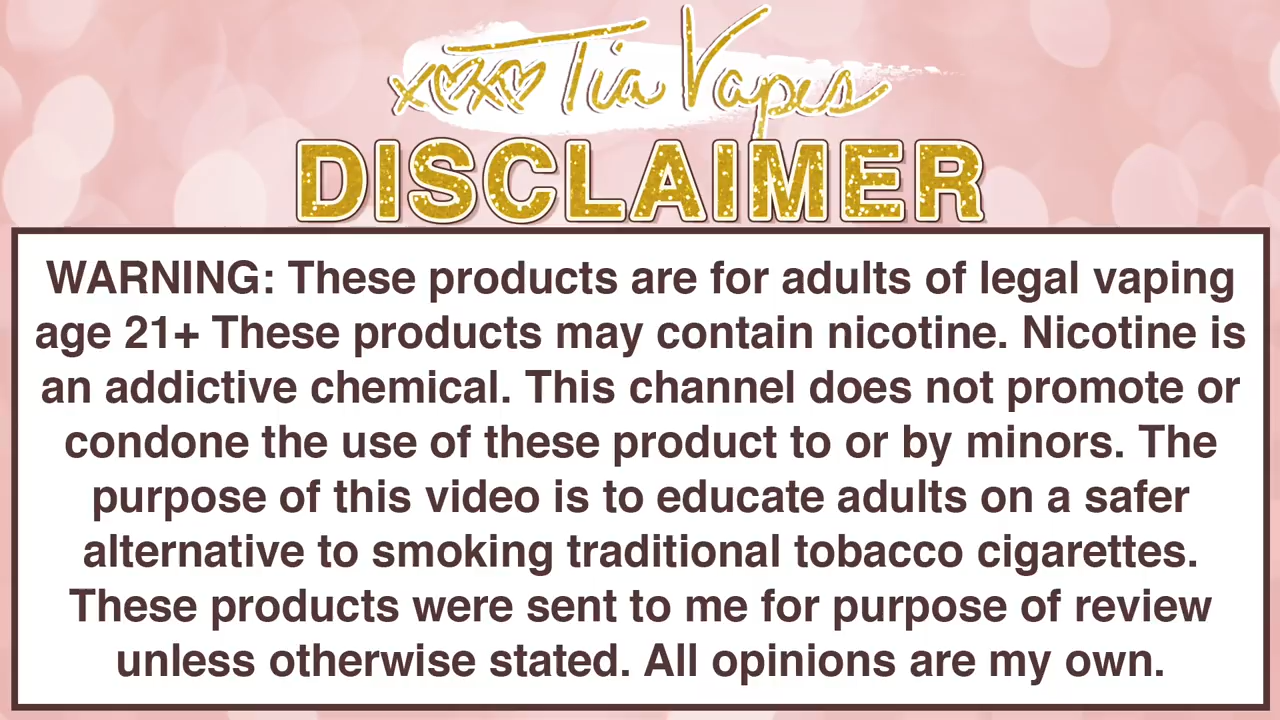 xoxo Tia Vapes
DISCLAIMER
WARNING: These products are for adults of legal vaping
age 21+ These products may contain nicotine. Nicotine is
an addictive chemical. This channel does not promote or
condone the use of these product to or by minors. The
purpose of this video is to educate adults on a safer
alternative to smoking traditional tobacco cigarettes.
These products were sent to me for purpose of review
unless otherwise stated. All opinions are my own.